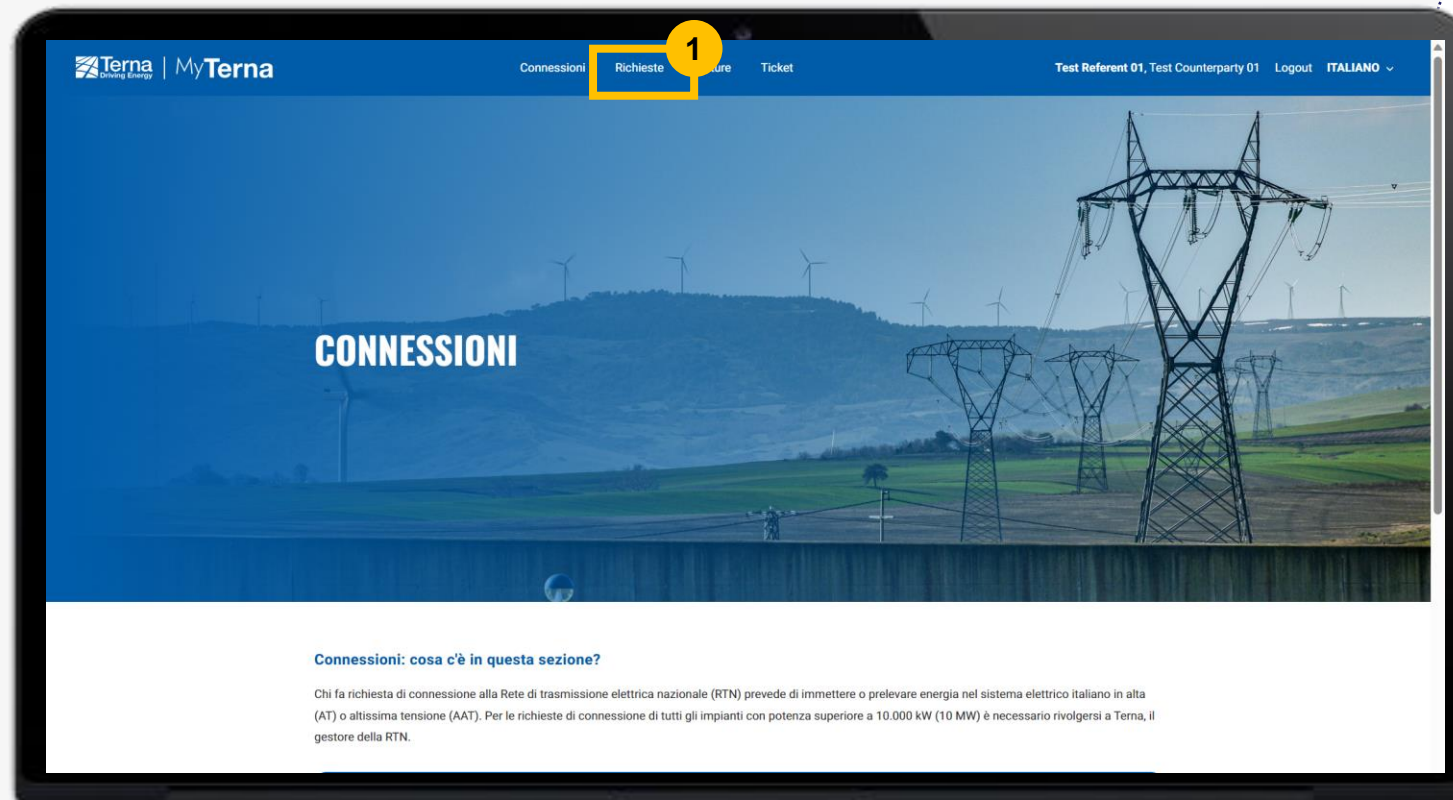 Terna
Driving Energy
MyTerna
Connessioni
Richieste
1
Ticket
Test Referent 01, Test Counterparty 01
Logout
ITALIANO
CONNESSIONI
Connessioni: cosa c'è in questa sezione?
Chi fa richiesta di connessione alla Rete di trasmissione elettrica nazionale (RTN) prevede di immettere o prelevare energia nel sistema elettrico italiano in alta
(AT) o altissima tensione (AAT). Per le richieste di connessione di tutti gli impianti con potenza superiore a 10.000 kW (10 MW) è necessario rivolgersi a Terna, il
gestore della RTN.